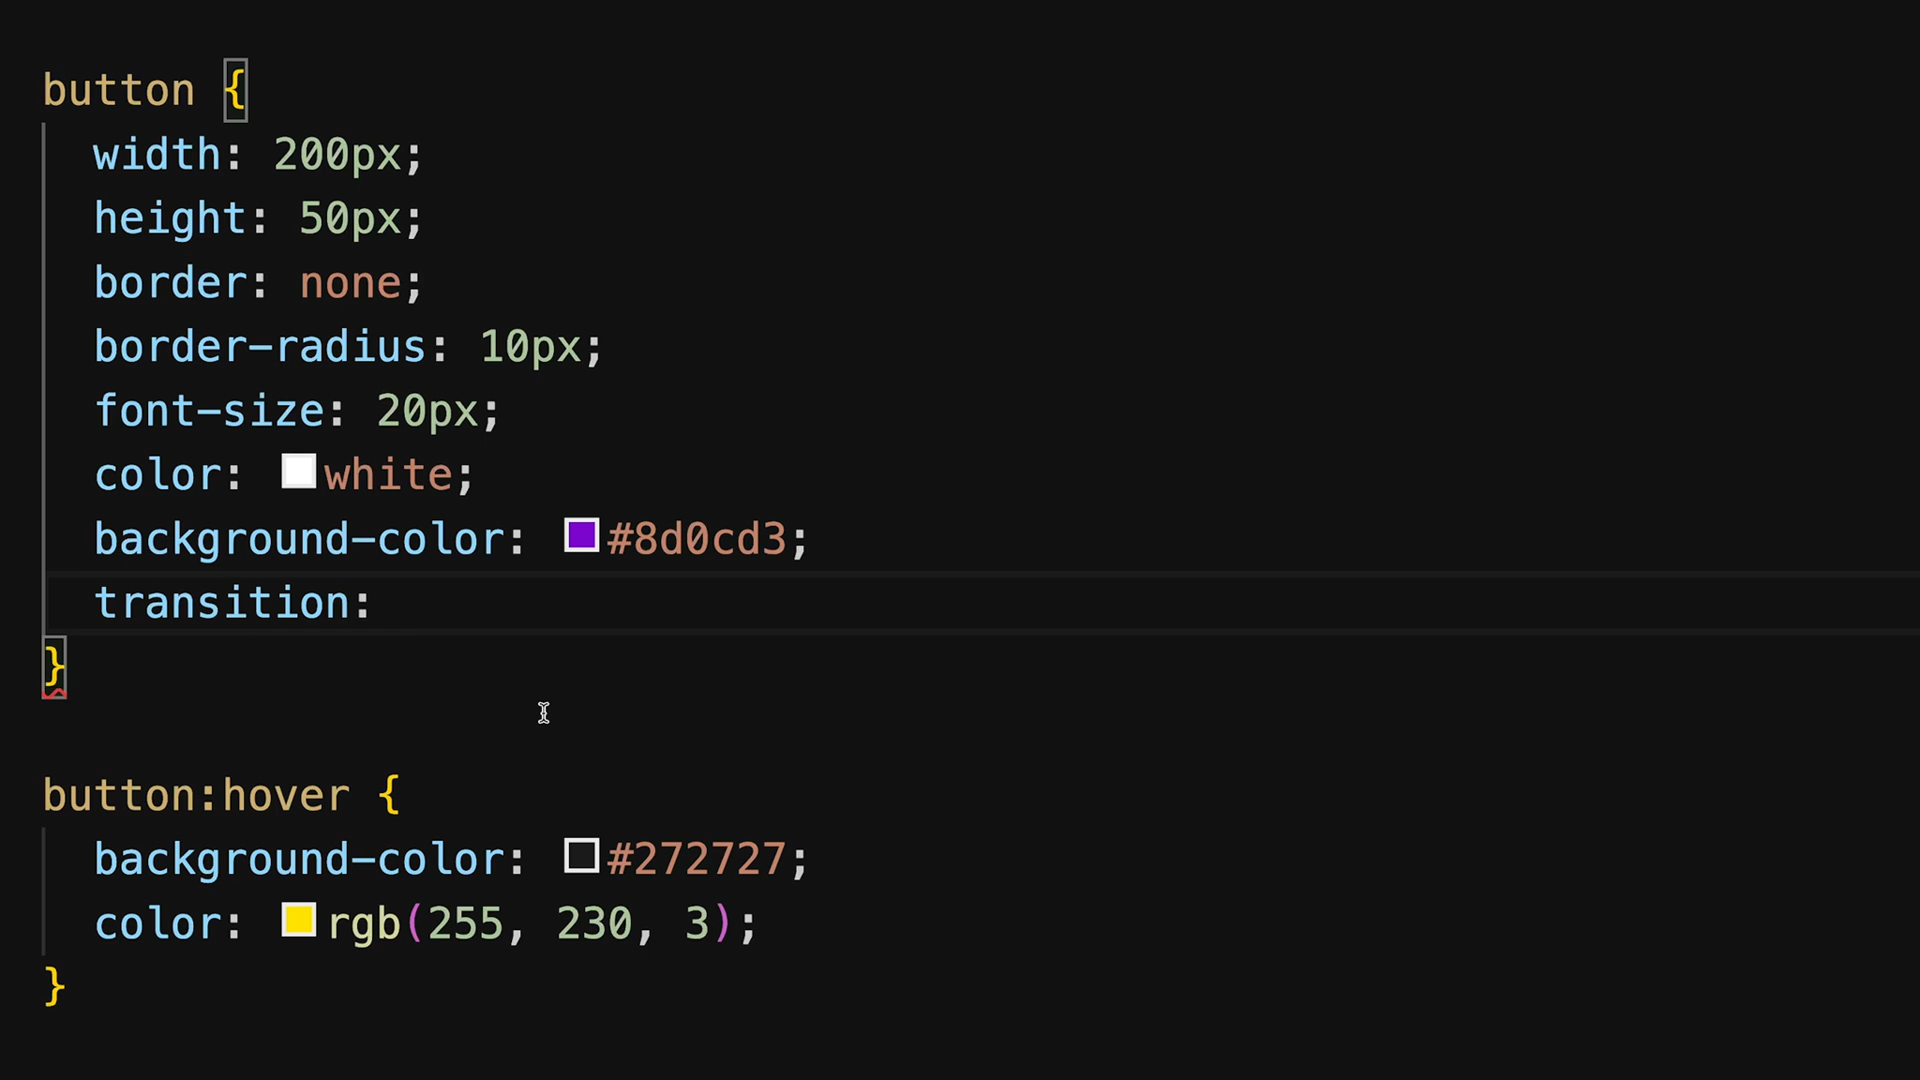 button {
width: 200px;
height: 50px;
border: none;
border-radius: 10px;
font-size: 20px;
color: white;
background-color: #8d0cd3;
transition:
}
button:hover {
background-color: #272727;
color: rgb(255, 230, 3);
}